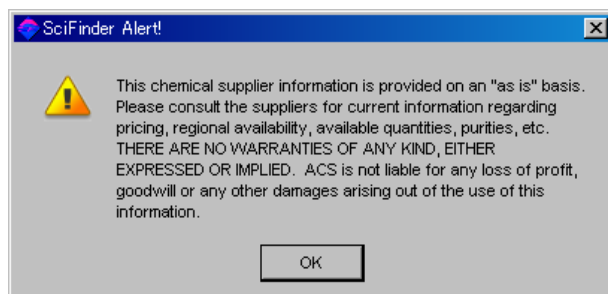 SciFinder Alert!
This chemical supplier information is provided on an "as is" basis.
Please consult the suppliers for current information regarding
pricing, regional availability, available quantities, purities, etc.
THERE ARE NO WARRANTIES OF ANY KIND, EITHER
EXPRESSED OR IMPLIED.  ACS is not liable for any loss of profit,
goodwill or any other damages arising out of the use of this
information.
OK